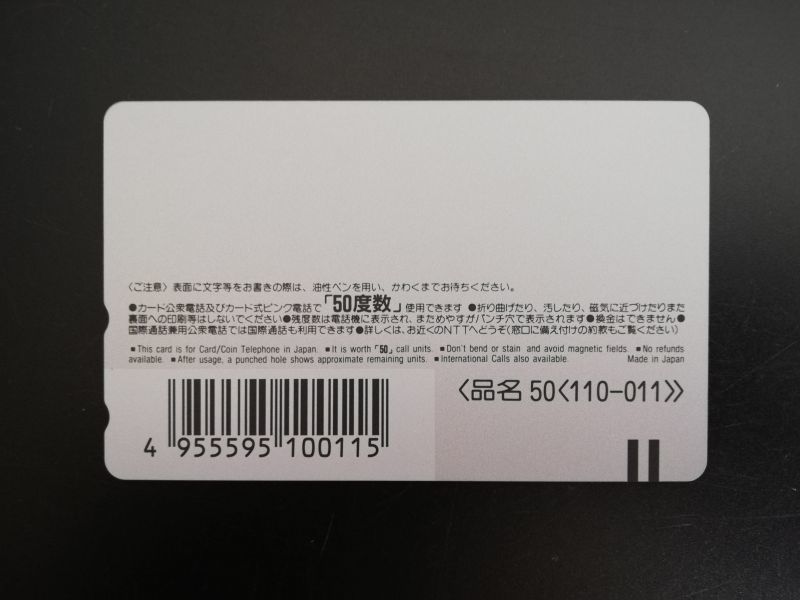 〈ご注意〉表面に文字等をお書きの際は、油性ペンを用い、かわくまでお待ちください。
●カード公衆電話及びカード式ピンク電話で「50度数」使用できます ●折り曲げたり、汚したり、磁気に近づけたりまた
裏面への印刷等はしないでください●残度数は電話機に表示され、まためやすがパンチ穴で表示されます●換金はできません●
国際通話兼用公衆電話では国際通話も利用できます●詳しくは、お近くのNTTへどうぞ(窓口に備え付けの約款もご覧ください)
■This card is for Card/Coin Telephone in Japan. ■It is worth「50」call units. ■Don't bend or stain and avoid magnetic fields. ■No refunds
available. ■After usage, a punched hole shows approximate remaining units. ■International Calls also available. Made in Japan
〈品名 50〈110-011〉〉
4 955595 100115